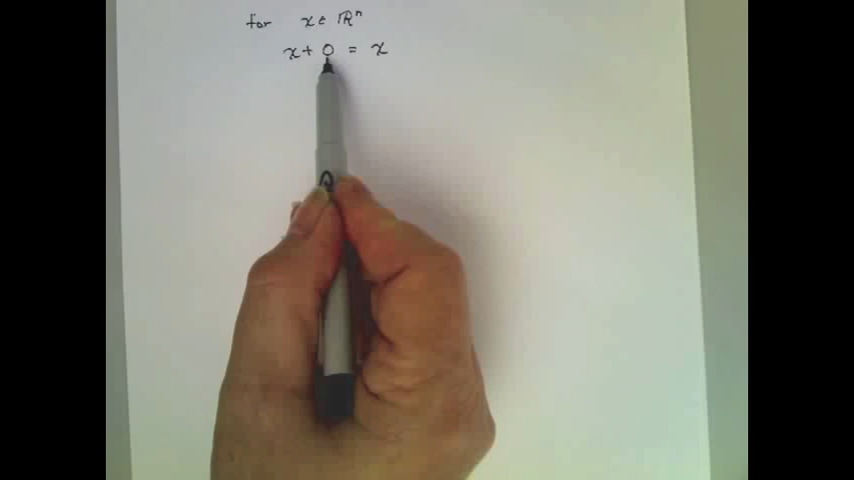 for x ∈ ℝⁿ
x + 0 = x